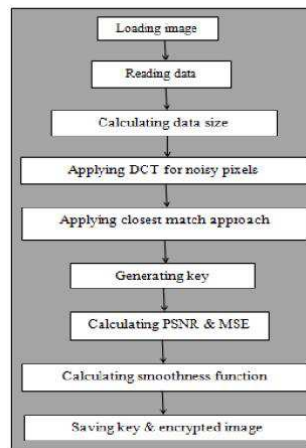 Loading image
Reading data
Calculating data size
Applying DCT for noisy pixels
Applying closest match approach
Generating key
Calculating PSNR & MSE
Calculating smoothness function
Saving key & encrypted image